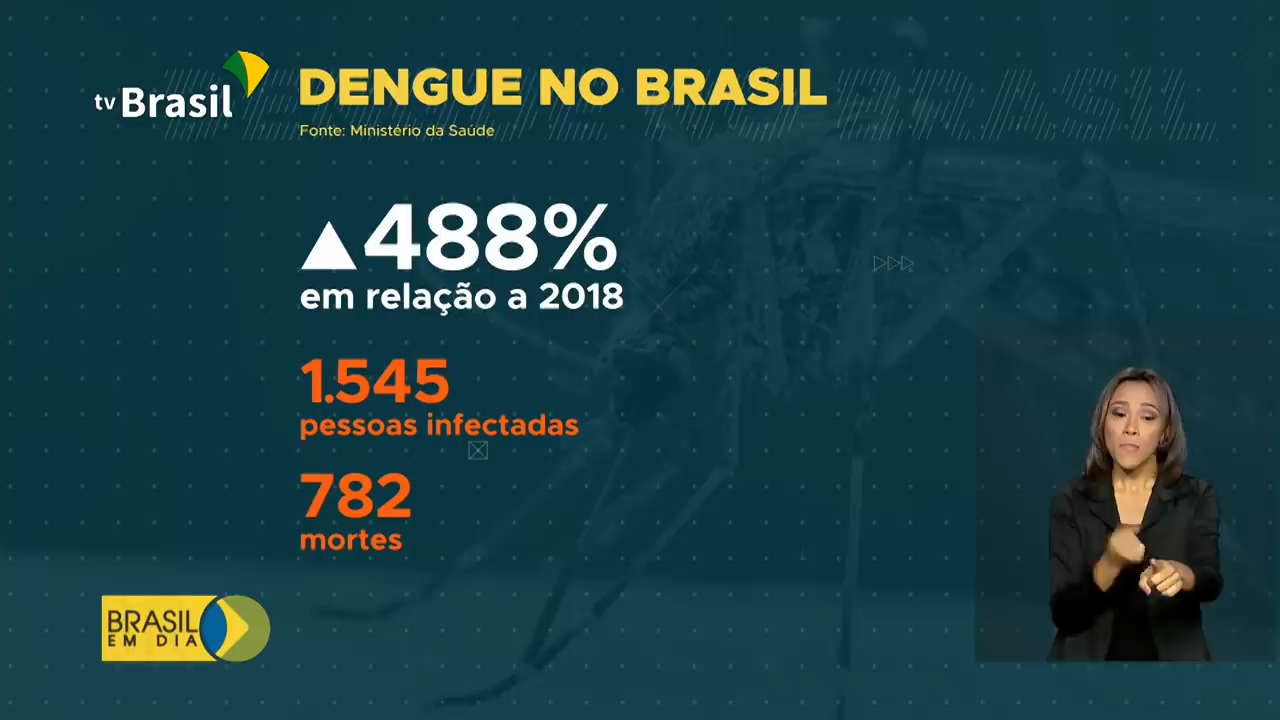 tv Brasil
DENGUE NO BRASIL
Fonte: Ministério da Saúde
▲488%
em relação a 2018
1.545
pessoas infectadas
782
mortes
BRASIL
EM DIA